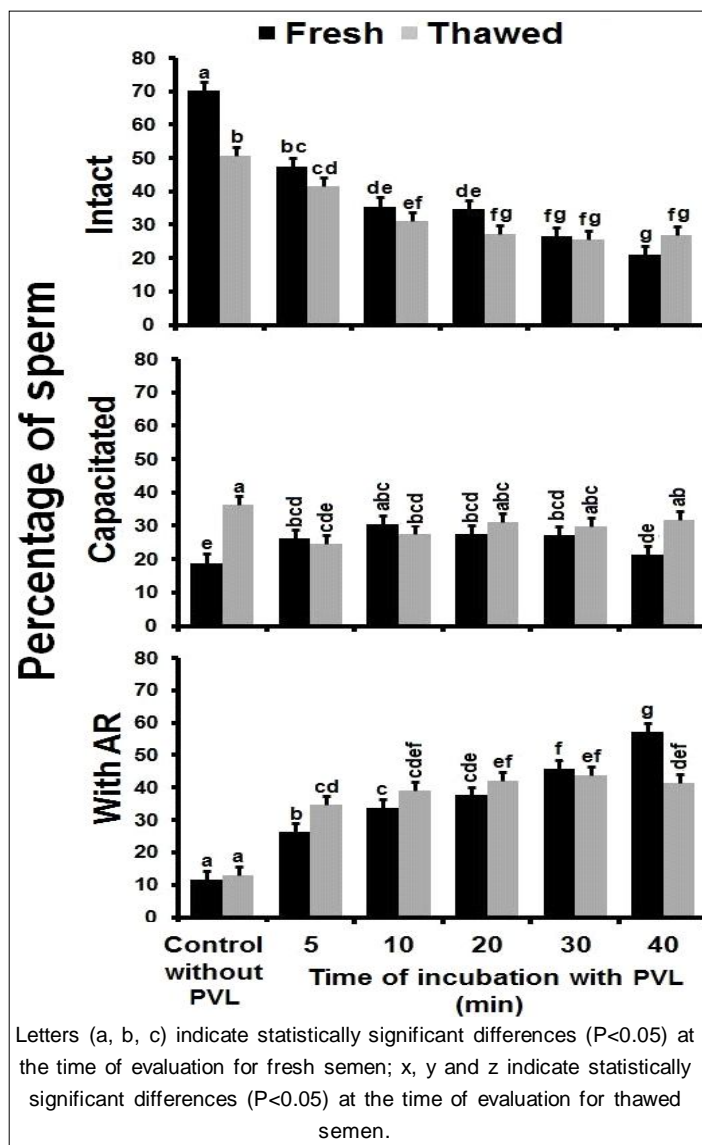 Fresh Thawed
Percentage of sperm
Intact
80
70
60
50
40
30
20
10
0
a b bc cd de ef de fg fg fg g fg
Capacitated
80
70
60
50
40
30
20
10
0
e a bcd cde abc bcd bcd abc bcd abc de ab
With AR
80
70
60
50
40
30
20
10
0
a a b cd c cdef cde ef f ef g def
Control 5 10 20 30 40
without Time of incubation with PVL
PVL (min)
Letters (a, b, c) indicate statistically significant differences (P<0.05) at
the time of evaluation for fresh semen; x, y and z indicate statistically
significant differences (P<0.05) at the time of evaluation for thawed
semen.